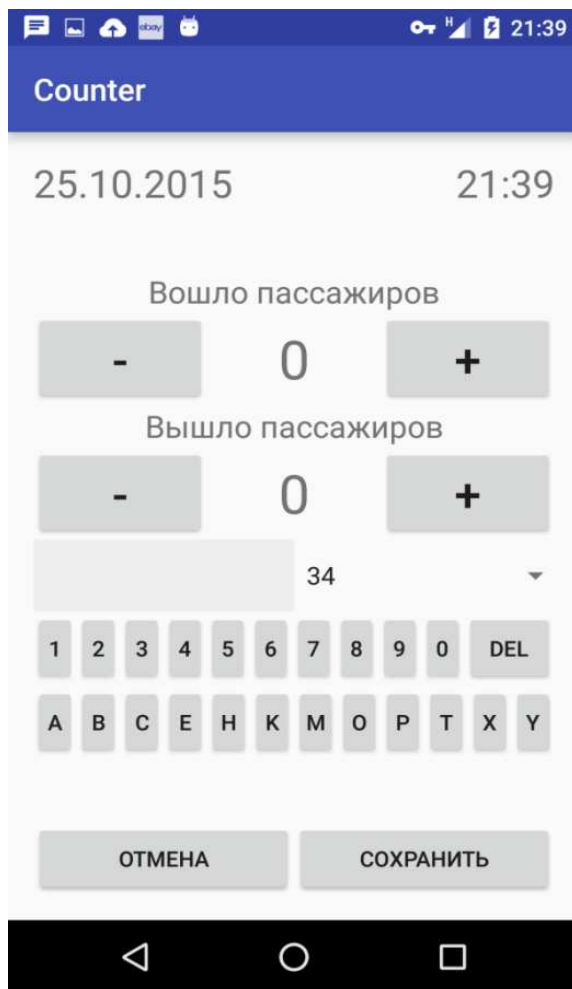 ebay H 21:39
Counter
25.10.2015 21:39
Вошло пассажиров
- 0 +
Вышло пассажиров
- 0 +
34
1 2 3 4 5 6 7 8 9 0 DEL
A B C E H K M O P T X Y
ОТМЕНА СОХРАНИТЬ